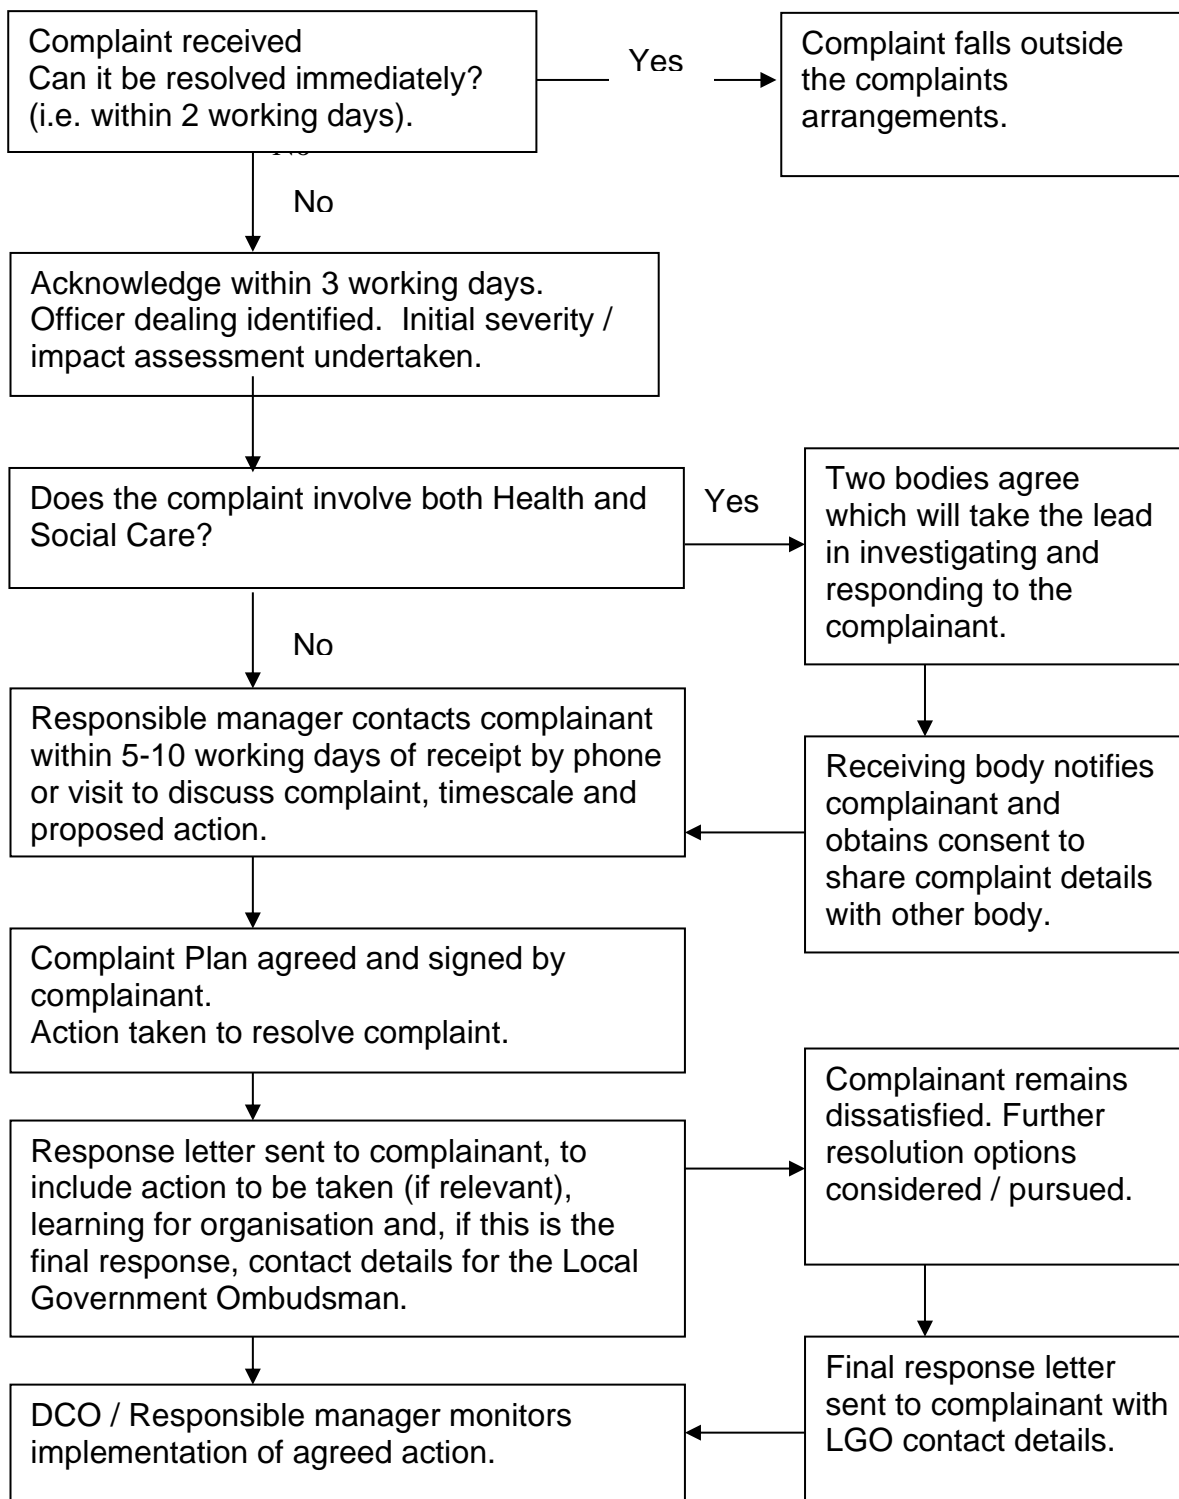 Complaint received
Can it be resolved immediately?
(i.e. within 2 working days).
Yes
Complaint falls outside
the complaints
arrangements.
No
No
Acknowledge within 3 working days.
Officer dealing identified.  Initial severity /
impact assessment undertaken.
Does the complaint involve both Health and
Social Care?
Yes
Two bodies agree
which will take the lead
in investigating and
responding to the
complainant.
No
Responsible manager contacts complainant
within 5-10 working days of receipt by phone
or visit to discuss complaint, timescale and
proposed action.
Receiving body notifies
complainant and
obtains consent to
share complaint details
with other body.
Complaint Plan agreed and signed by
complainant.
Action taken to resolve complaint.
Response letter sent to complainant, to
include action to be taken (if relevant),
learning for organisation and, if this is the
final response, contact details for the Local
Government Ombudsman.
Complainant remains
dissatisfied. Further
resolution options
considered / pursued.
Final response letter
sent to complainant with
LGO contact details.
DCO / Responsible manager monitors
implementation of agreed action.